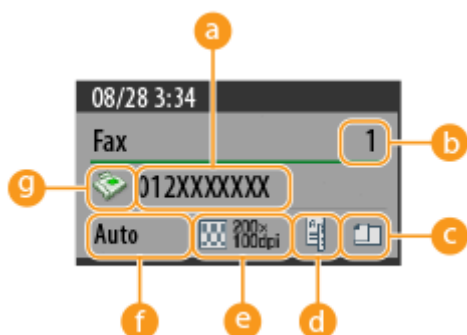 a
08/28 3:34
Fax 1
b
g
012XXXXXXX
Auto 200×
100dpi
c
f
e
d